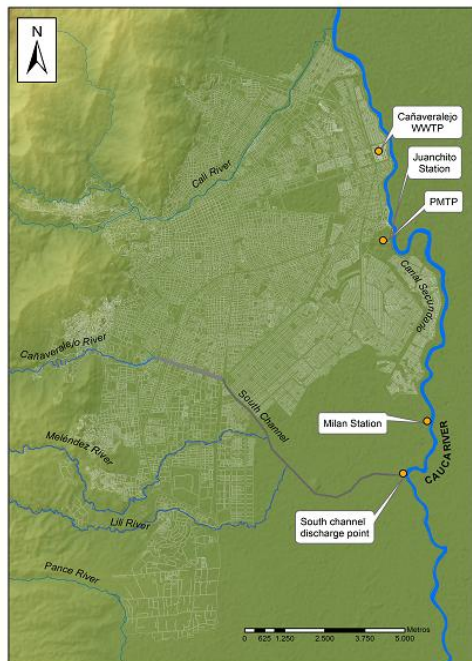 N
Cañaveralejo
WWTP
Juanchito
Station
PMTP
Cali River
Canal Secundario
Cañaveralejo River
South Channel
Meléndez River
Milan Station
CAUCA RIVER
South channel
discharge point
Lili River
Pance River
Metros
0 625 1.250 2.500 3.750 5.000